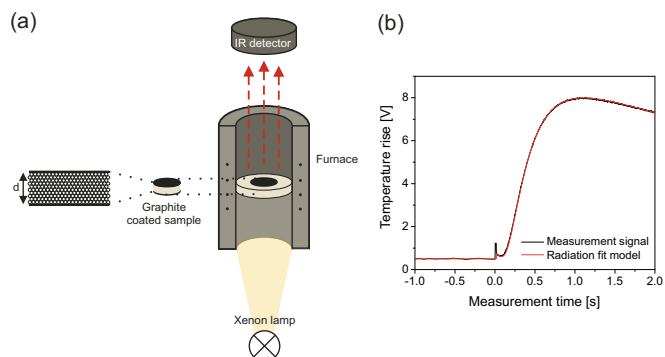 (a)
IR detector
Furnace
d
Graphite
coated sample
Xenon lamp
(b)
Temperature rise [V]
8
6
4
2
0
Measurement signal
Radiation fit model
-1.0 -0.5 0.0 0.5 1.0 1.5 2.0
Measurement time [s]